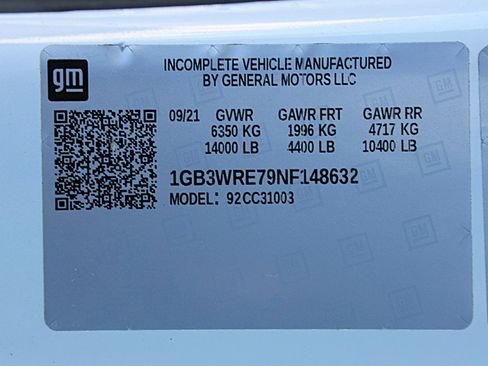 gm
INCOMPLETE VEHICLE MANUFACTURED
BY GENERAL MOTORS LLC
09/21 GVWR GAWR FRT GAWR RR
6350 KG 1996 KG 4717 KG
14000 LB 4400 LB 10400 LB
1GB3WRE79NF148632
MODEL: 92CC31003